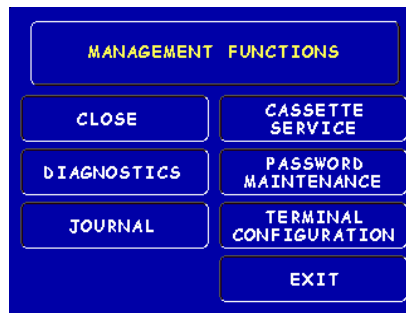 MANAGEMENT FUNCTIONS
CLOSE
CASSETTE
SERVICE
DIAGNOSTICS
PASSWORD
MAINTENANCE
JOURNAL
TERMINAL
CONFIGURATION
EXIT